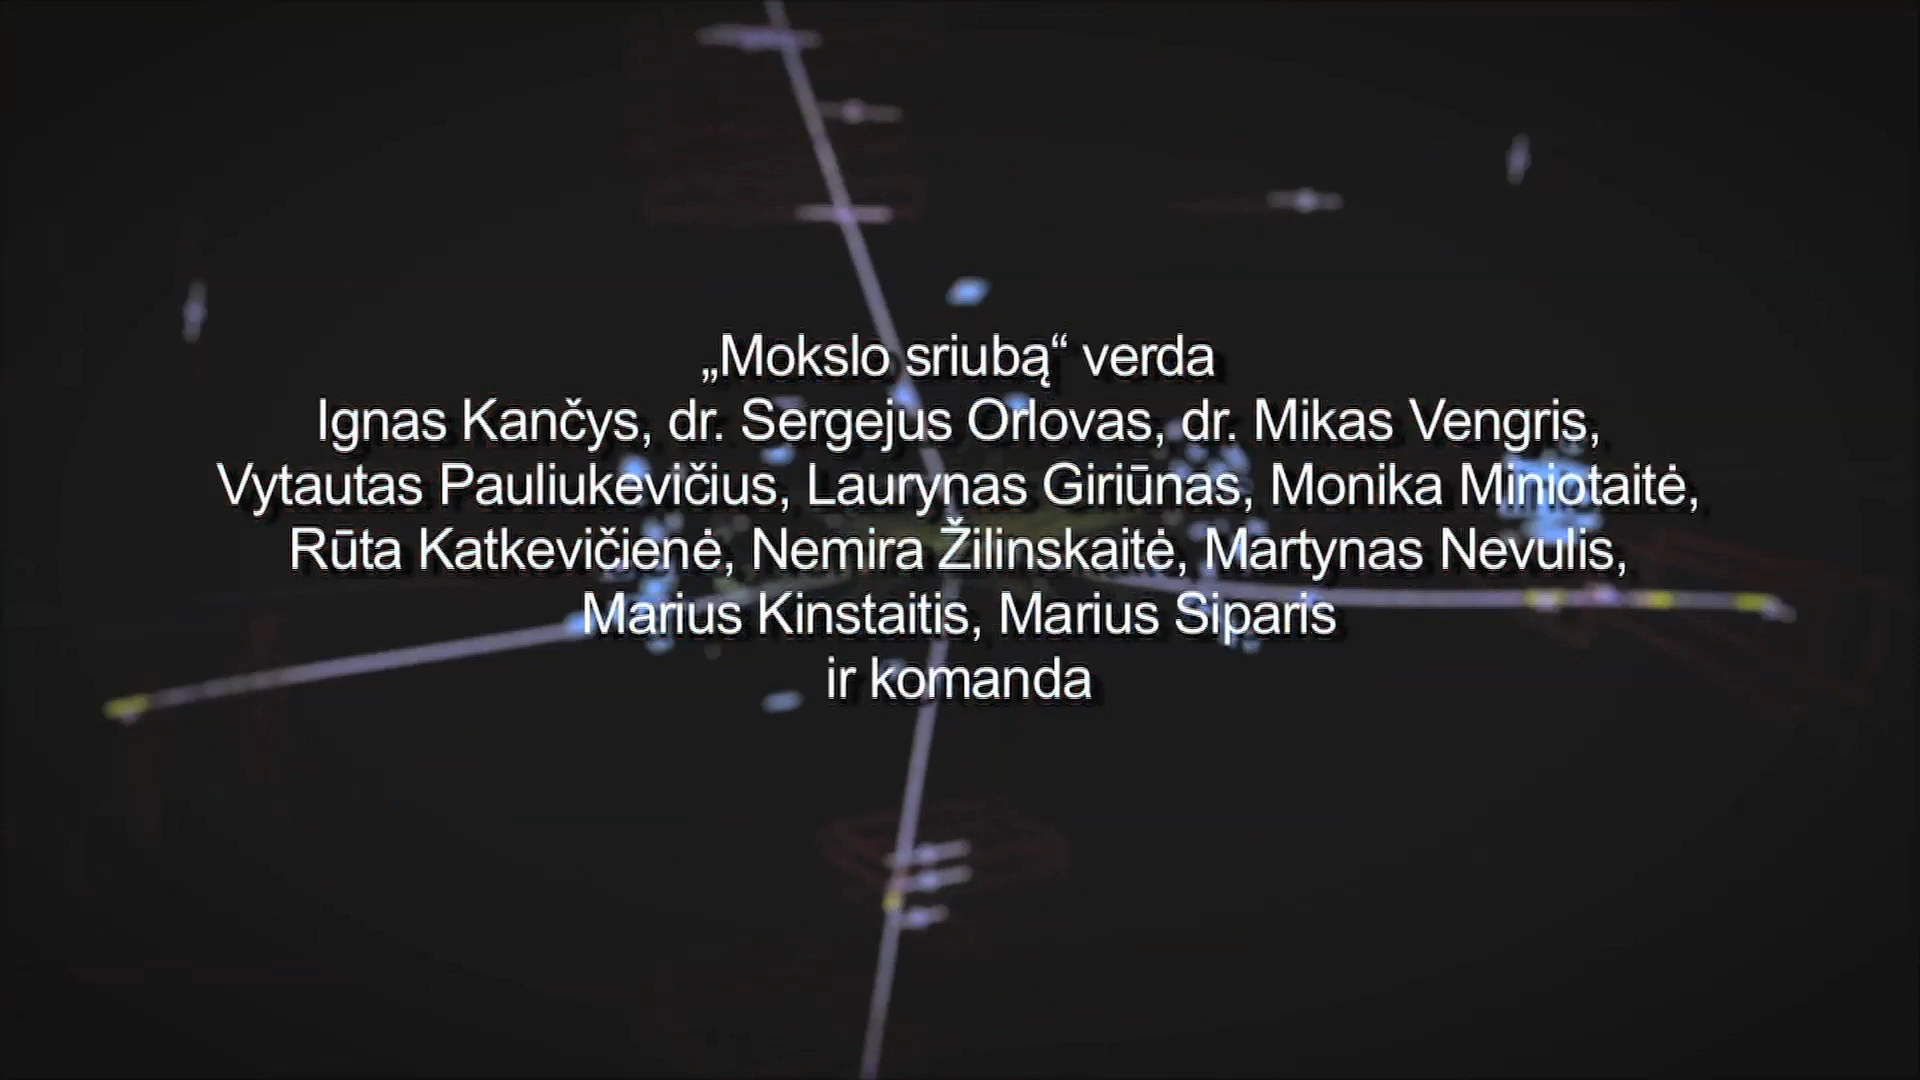 „Mokslo sriubą“ verda
Ignas Kančys, dr. Sergejus Orlovas, dr. Mikas Vengris,
Vytautas Pauliukevičius, Laurynas Giriūnas, Monika Miniotaitė,
Rūta Katkevičienė, Nemira Žilinskaitė, Martynas Nevulis,
Marius Kinstaitis, Marius Siparis
ir komanda